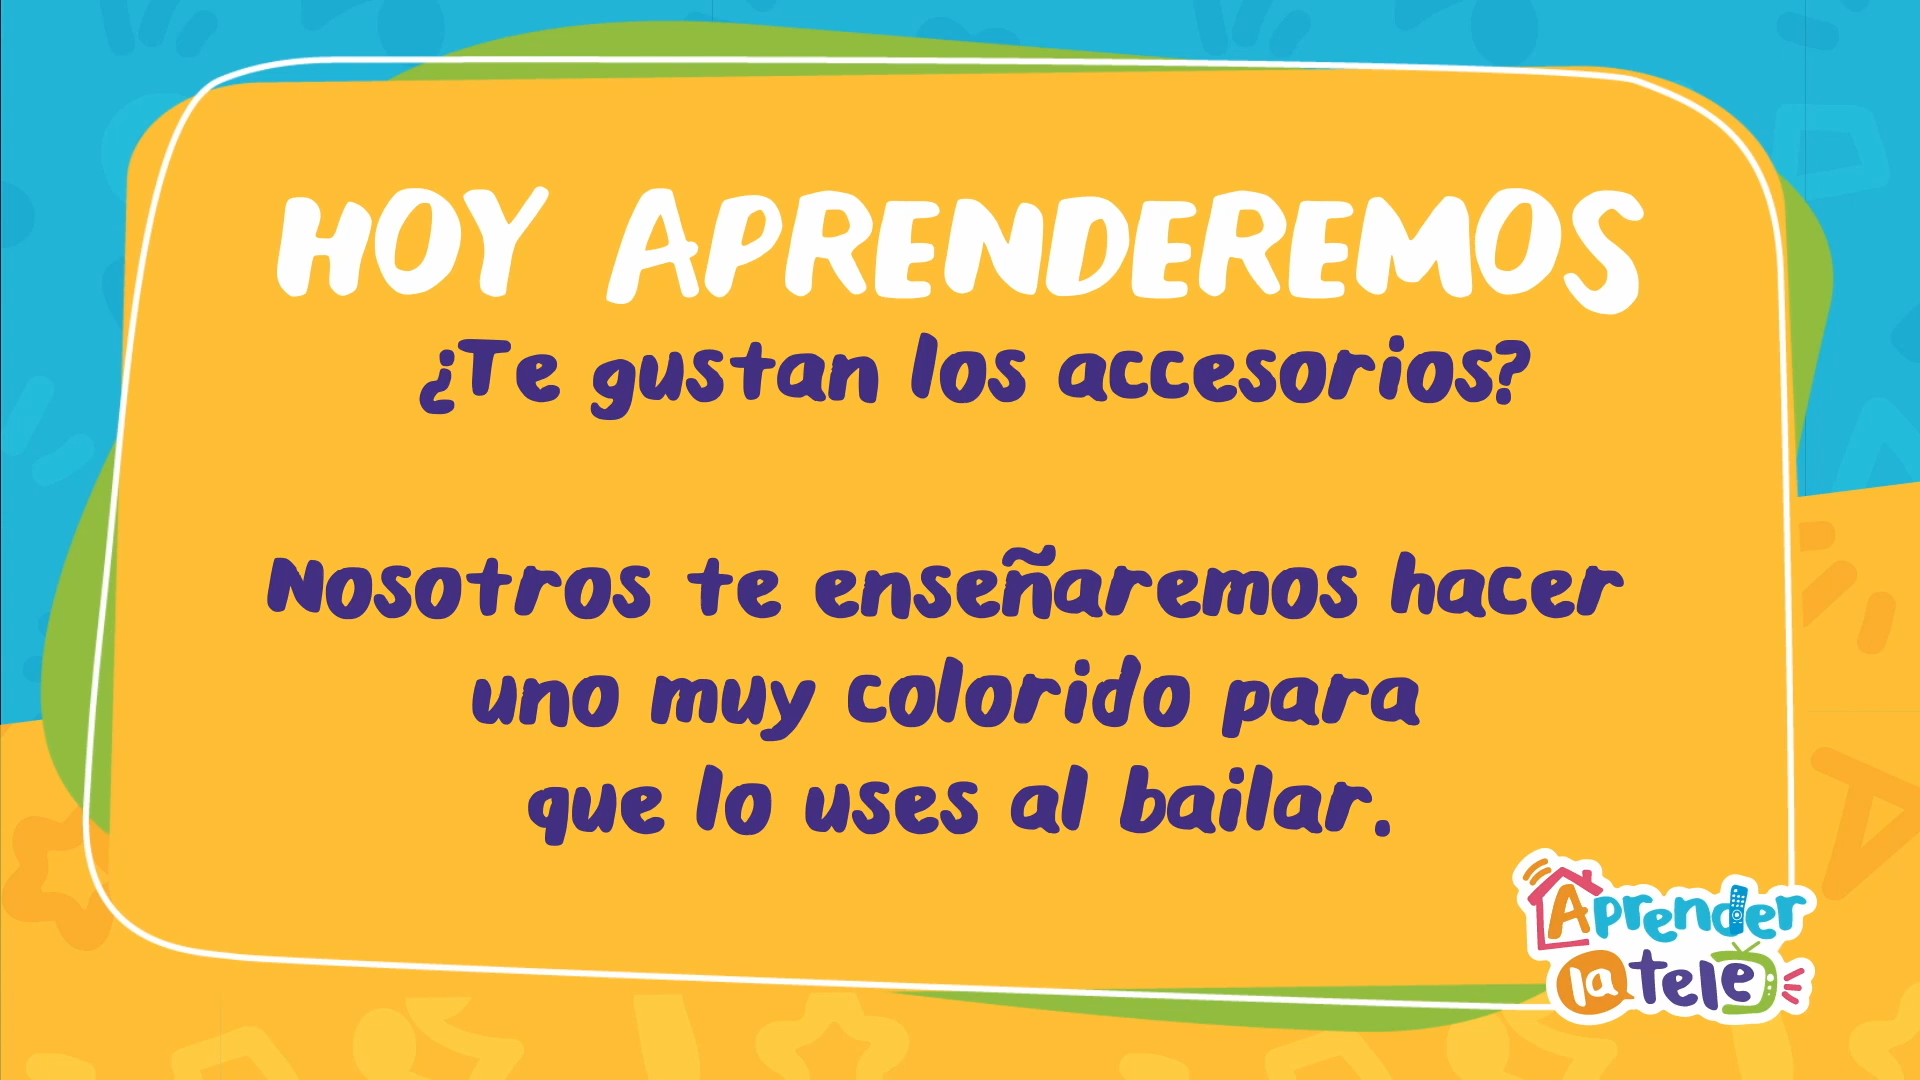 HOY APRENDEREMOS
¿Te gustan los accesorios?
Nosotros te enseñaremos hacer
uno muy colorido para
que lo uses al bailar.
Aprender
la tele